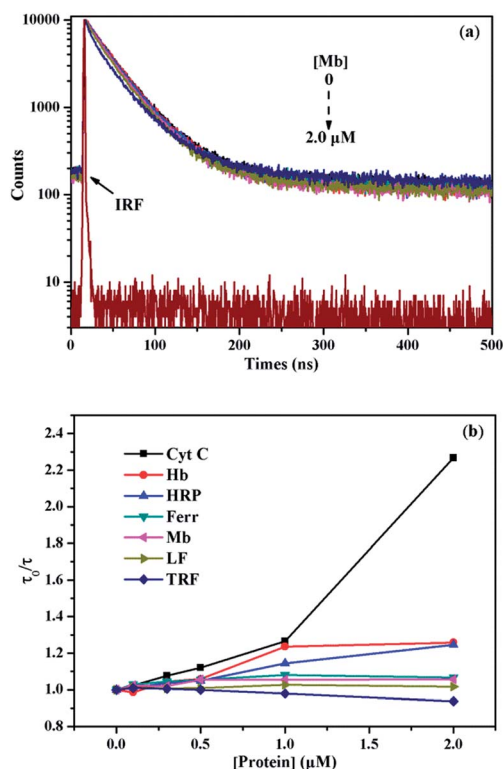 (a)
10000
1000
100
10
Counts
[Mb]
0
2.0 μM
IRF
0 100 200 300 400 500
Times (ns)
(b)
2.4
2.2
2.0
1.8
1.6
1.4
1.2
1.0
0.8
τ0/τ
Cyt C
Hb
HRP
Ferr
Mb
LF
TRF
0.0 0.5 1.0 1.5 2.0
[Protein] (μM)